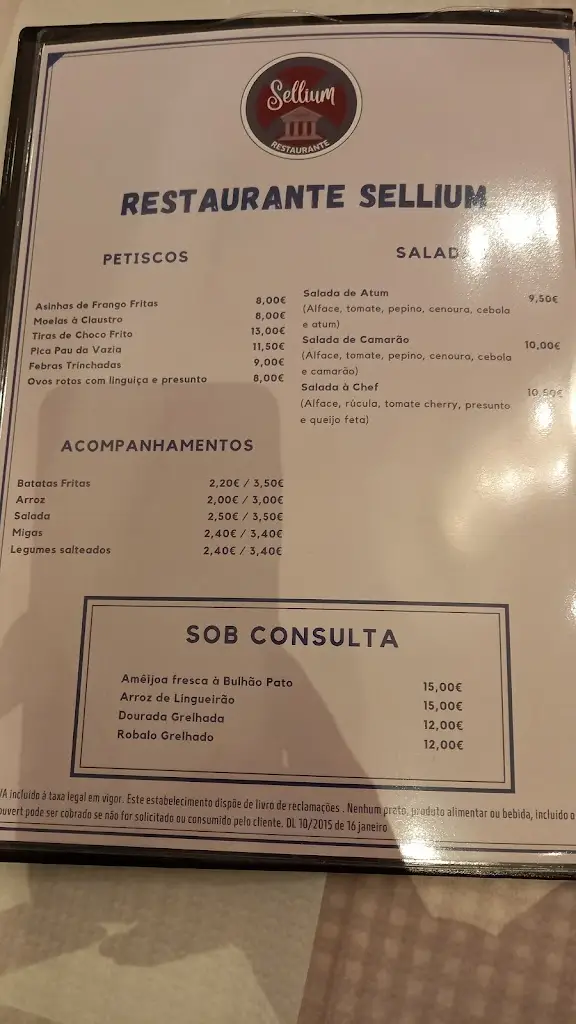 Sellium
RESTAURANTE
RESTAURANTE SELLIUM
PETISCOS
Asinhas de Frango Fritas 8,00€
Moelas à Claustro 8,00€
Tiras de Choco Frito 13,00€
Pica Pau da Vazia 11,50€
Febras Trinchadas 9,00€
Ovos rotos com linguiça e presunto 8,00€
SALAD
Salada de Atum 9,50€
(Alface, tomate, pepino, cenoura, cebola
e atum)
Salada de Camarão 10,00€
(Alface, tomate, pepino, cenoura, cebola
e camarão)
Salada à Chef 10,50€
(Alface, rúcula, tomate cherry, presunto
e queijo feta)
ACOMPANHAMENTOS
Batatas Fritas 2,20€ / 3,50€
Arroz 2,00€ / 3,00€
Salada 2,50€ / 3,50€
Migas 2,40€ / 3,40€
Legumes salteados 2,40€ / 3,40€
SOB CONSULTA
Amêijoa fresca à Bulhão Pato 15,00€
Arroz de Lingueirão 15,00€
Dourada Grelhada 12,00€
Robalo Grelhado 12,00€
VA incluído à taxa legal em vigor. Este estabelecimento dispõe de livro de reclamações . Nenhum prato, produto alimentar ou bebida, incluido o
ouvert pode ser cobrado se não for solicitado ou consumido pelo cliente. DL 10/2015 de 16 janeiro